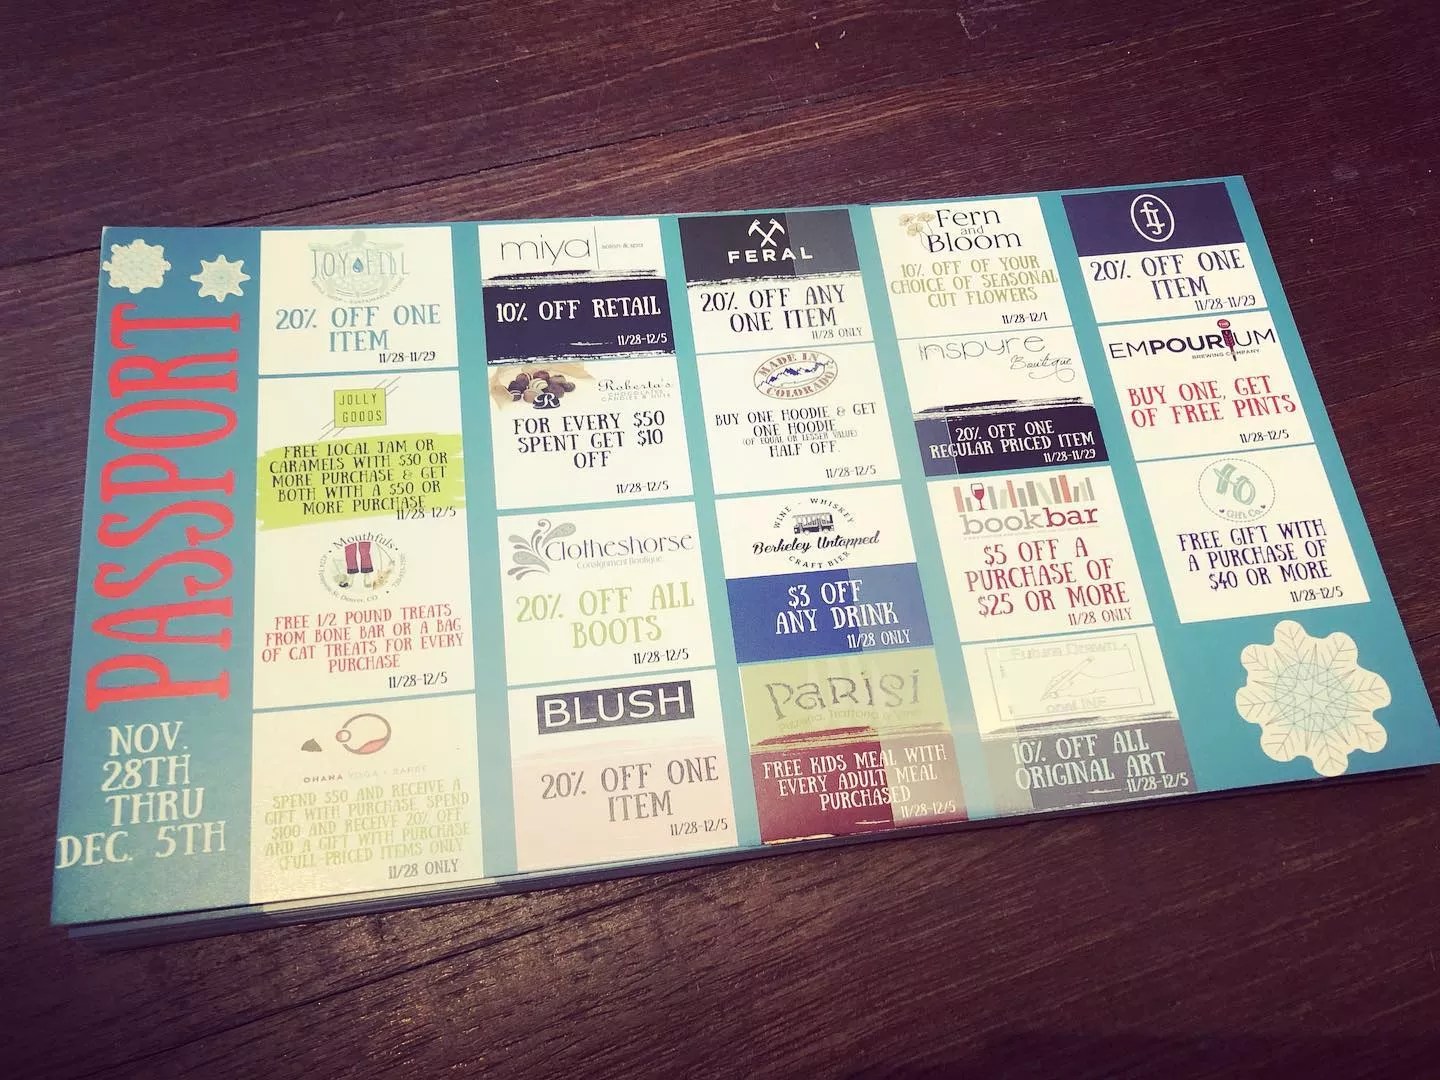 PASSPORT
NOV.
28TH
THRU
DEC. 5TH
JOYFILL
20% OFF ONE
ITEM
11/28-11/29
JOLLY
GOODS
FREE LOCAL JAM OR
CARAMELS WITH $30 OR
MORE PURCHASE & GET
BOTH WITH A $50 OR
MORE PURCHASE
11/28-12/5
Mouthfuls
Denver, CO
FREE 1/2 POUND TREATS
FROM BONE BAR OR A BAG
OF CAT TREATS FOR EVERY
PURCHASE
11/28-12/5
OHANA YOGA + BARRE
SPEND $50 AND RECEIVE A
GIFT WITH PURCHASE SPEND
$100 AND RECIVE 20% OFF
AND A GIFT WITH PURCHASE
(FULL-PRICED ITEMS ONLY
11/28 ONLY
miya salon & spa
10% OFF RETAIL
11/28-12/5
R
Roberta's
CHOCOLATES
CANDIES & NUTS
FOR EVERY $50
SPENT GET $10
OFF
11/28-12/5
Clotheshorse
Consignment Boutique
20% OFF ALL
BOOTS
11/28-12/5
BLUSH
20% OFF ONE
ITEM
11/28-12/5
FERAL
20% OFF ANY
ONE ITEM
11/28 ONLY
MADE IN
COLORADO
BUY ONE HOODIE & GET
ONE HOODIE
(OF EQUAL OR LESSER VALUE)
HALF OFF.
11/28-12/5
WINE WHISKEY
Berkeley Untapped
CRAFT BIER
$3 OFF
ANY DRINK
11/28 ONLY
PARISI
FREE KIDS MEAL WITH
EVERY ADULT MEAL
PURCHASED
11/28-12/5
Fern
and
Bloom
10% OFF OF YOUR
CHOICE OF SEASONAL
CUT FLOWERS
11/28-12/1
inspyre
Boutique
20% OFF ONE
REGULAR PRICED ITEM
11/28-11/29
bookbar
$5 OFF A
PURCHASE OF
$25 OR MORE
11/28 ONLY
Future Drawn
10% OFF ALL
ORIGINAL ART
11/28-12/5
20% OFF ONE
ITEM
11/28-11/29
THE
EMPOURIUM
BREWING COMPANY
BUY ONE, GET
OF FREE PINTS
11/28-12/5
Gift Co.
FREE GIFT WITH
A PURCHASE OF
$40 OR MORE
11/28-12/5